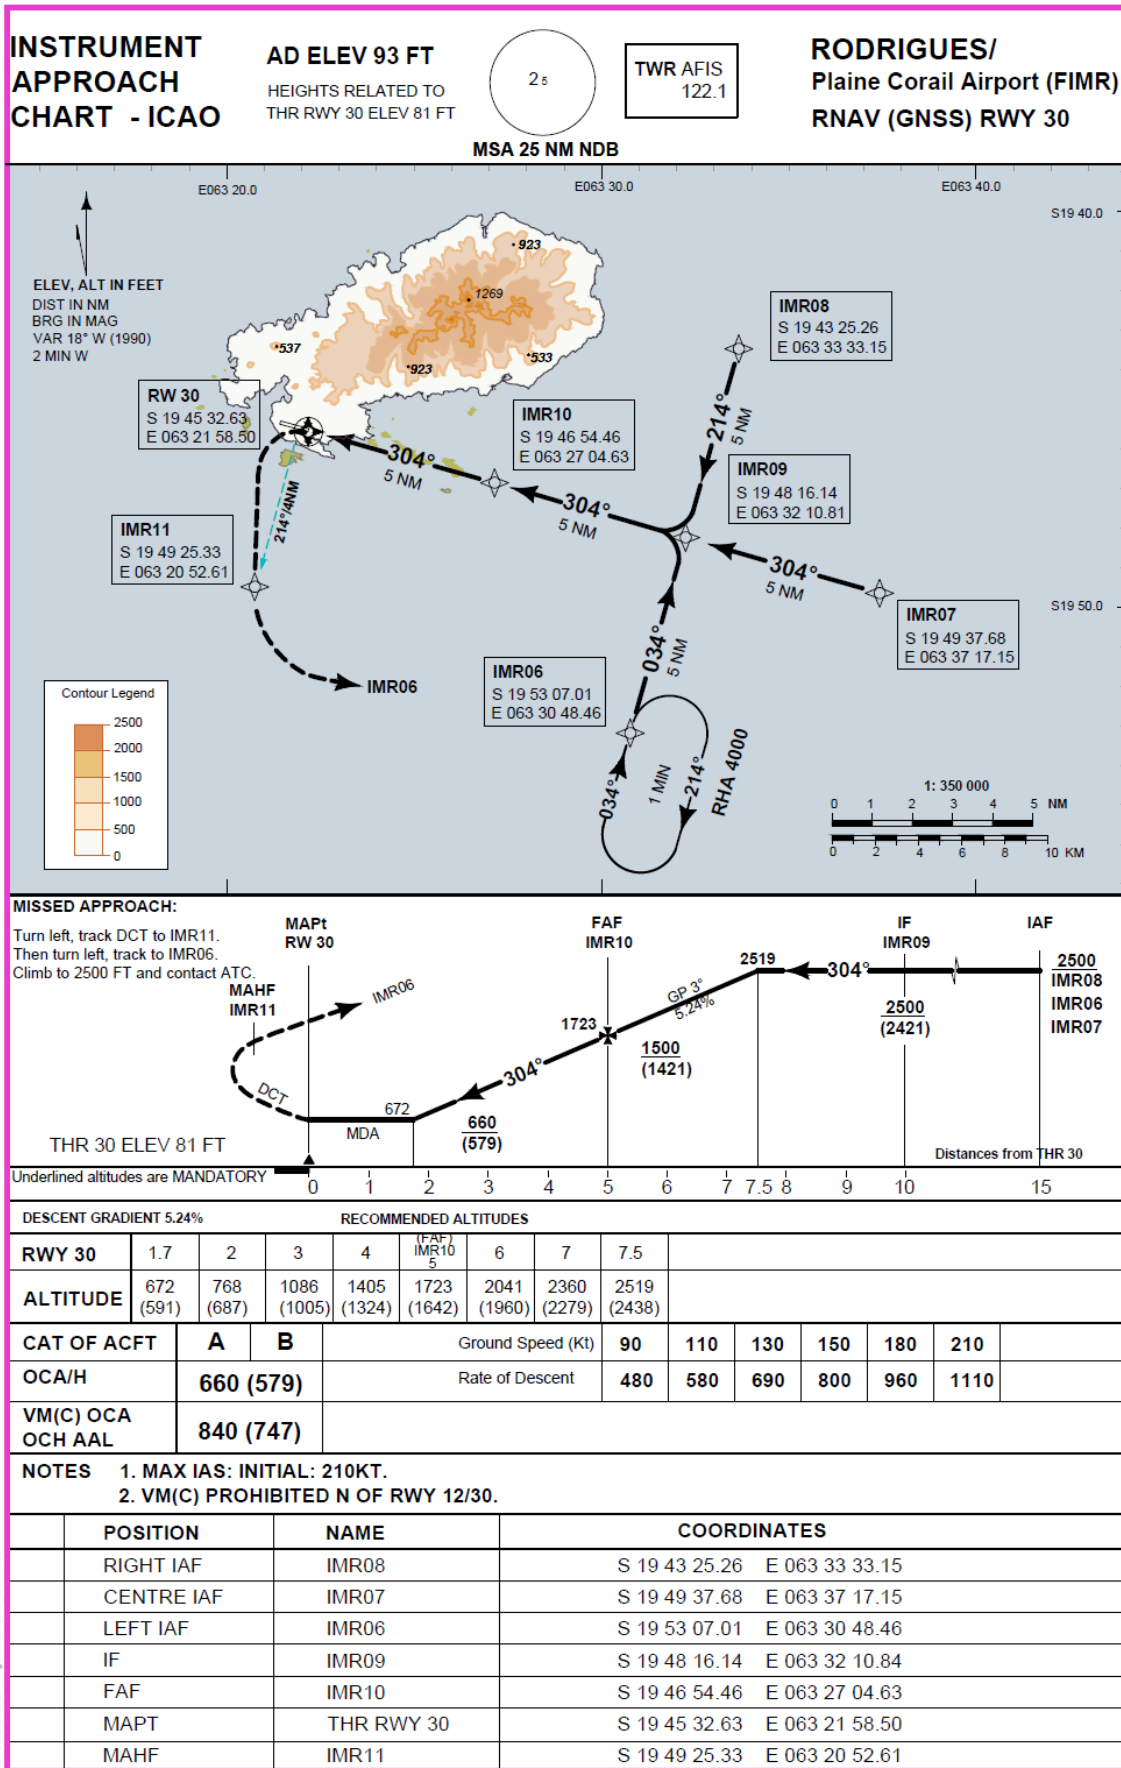 INSTRUMENT
APPROACH
CHART - ICAO
AD ELEV 93 FT
HEIGHTS RELATED TO
THR RWY 30 ELEV 81 FT
2 5
MSA 25 NM NDB
TWR AFIS
122.1
RODRIGUES/
Plaine Corail Airport (FIMR)
RNAV (GNSS) RWY 30
E063 20.0
E063 30.0
E063 40.0
S19 40.0
ELEV, ALT IN FEET
DIST IN NM
BRG IN MAG
VAR 18° W (1990)
2 MIN W
923
1269
537
533
923
IMR08
S 19 43 25.26
E 063 33 33.15
RW 30
S 19 45 32.63
E 063 21 58.50
IMR10
S 19 46 54.46
E 063 27 04.63
214°
5 NM
304°
5 NM
IMR09
S 19 48 16.14
E 063 32 10.81
304°
5 NM
214°/4NM
IMR11
S 19 49 25.33
E 063 20 52.61
304°
5 NM
S19 50.0
IMR07
S 19 49 37.68
E 063 37 17.15
034°
5 NM
IMR06
S 19 53 07.01
E 063 30 48.46
IMR06
Contour Legend
2500
2000
1500
1000
500
0
034°
1 MIN
214°
RHA 4000
1: 350 000
0 1 2 3 4 5 NM
0 2 4 6 8 10 KM
MISSED APPROACH:
Turn left, track DCT to IMR11.
Then turn left, track to IMR06.
Climb to 2500 FT and contact ATC.
MAPt
RW 30
FAF
IMR10
IF
IMR09
IAF
MAHF
IMR11
IMR06
DCT
2519
304°
2500
IMR08
IMR06
IMR07
GP 3°
5.24%
2500
(2421)
1723
1500
(1421)
304°
672
MDA
660
(579)
THR 30 ELEV 81 FT
Distances from THR 30
Underlined altitudes are MANDATORY
0 1 2 3 4 5 6 7 7.5 8 9 10 15
DESCENT GRADIENT 5.24% RECOMMENDED ALTITUDES
RWY 30 1.7 2 3 4 (FAF) IMR10 5 6 7 7.5
ALTITUDE 672 768 1086 1405 1723 2041 2360 2519
(591) (687) (1005) (1324) (1642) (1960) (2279) (2438)
CAT OF ACFT A B Ground Speed (Kt) 90 110 130 150 180 210
OCA/H 660 (579) Rate of Descent 480 580 690 800 960 1110
VM(C) OCA
OCH AAL 840 (747)
NOTES 1. MAX IAS: INITIAL: 210KT.
2. VM(C) PROHIBITED N OF RWY 12/30.
POSITION NAME COORDINATES
RIGHT IAF IMR08 S 19 43 25.26 E 063 33 33.15
CENTRE IAF IMR07 S 19 49 37.68 E 063 37 17.15
LEFT IAF IMR06 S 19 53 07.01 E 063 30 48.46
IF IMR09 S 19 48 16.14 E 063 32 10.84
FAF IMR10 S 19 46 54.46 E 063 27 04.63
MAPT THR RWY 30 S 19 45 32.63 E 063 21 58.50
MAHF IMR11 S 19 49 25.33 E 063 20 52.61